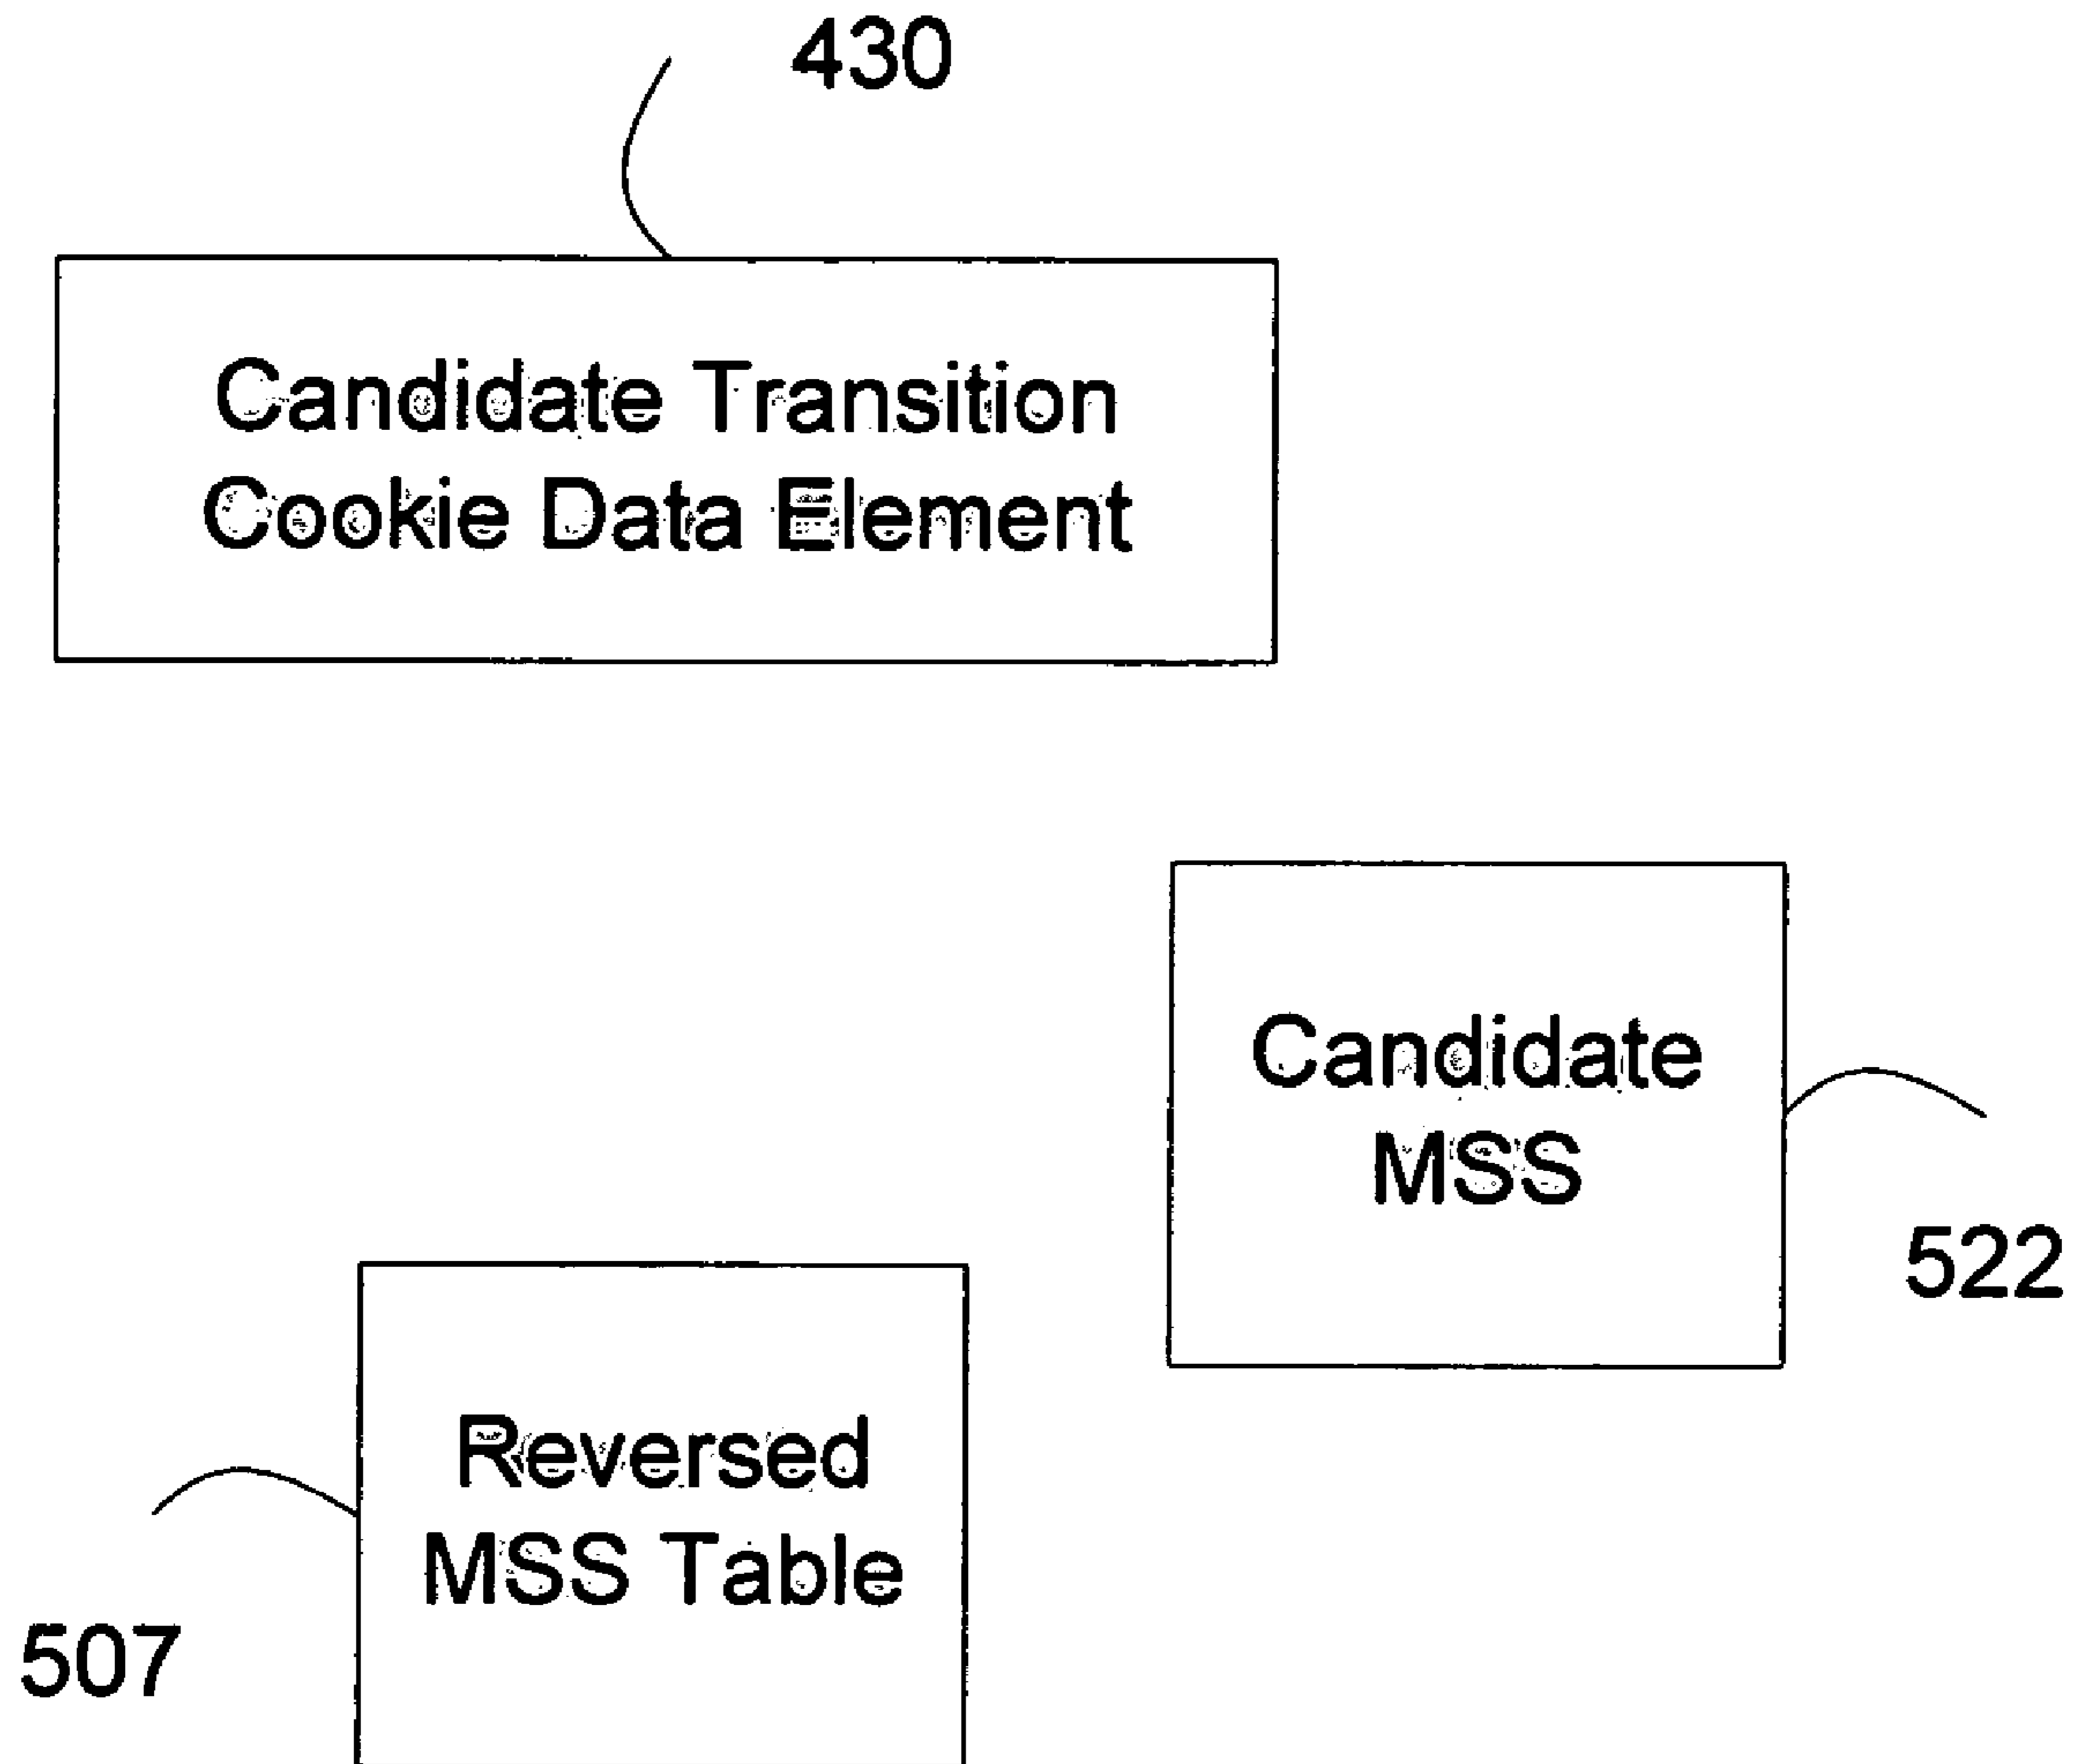 430
Candidate Transition
Cookie Data Element
Candidate
MSS
522
Reversed
MSS Table
507